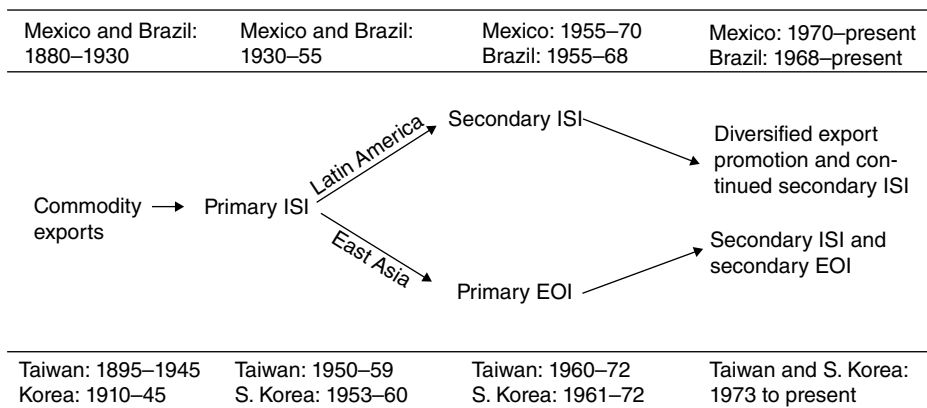 Mexico and Brazil:
1880–1930
Mexico and Brazil:
1930–55
Mexico: 1955–70
Brazil: 1955–68
Mexico: 1970–present
Brazil: 1968–present
Commodity
exports
Primary ISI
Latin America
East Asia
Secondary ISI
Primary EOI
Diversified export
promotion and con-
tinued secondary ISI
Secondary ISI and
secondary EOI
Taiwan: 1895–1945
Korea: 1910–45
Taiwan: 1950–59
S. Korea: 1953–60
Taiwan: 1960–72
S. Korea: 1961–72
Taiwan and S. Korea:
1973 to present